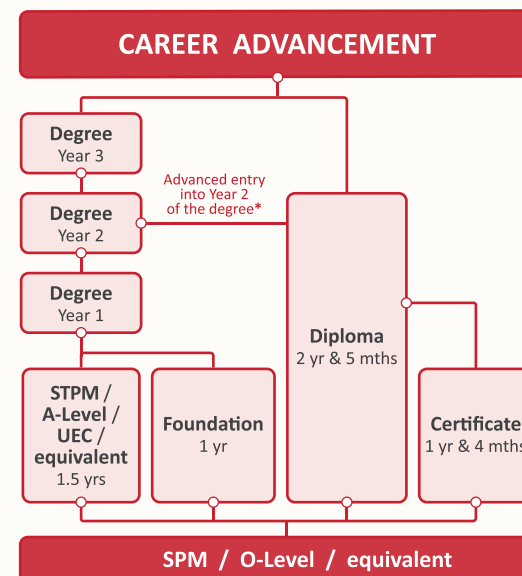 CAREER ADVANCEMENT
Degree
Year 3
Advanced entry
into Year 2
of the degree*
Degree
Year 2
Degree
Year 1
Diploma
2 yr & 5 mths
STPM /
A-Level /
UEC /
equivalent
1.5 yrs
Foundation
1 yr
Certificate
1 yr & 4 mths
SPM / O-Level / equivalent